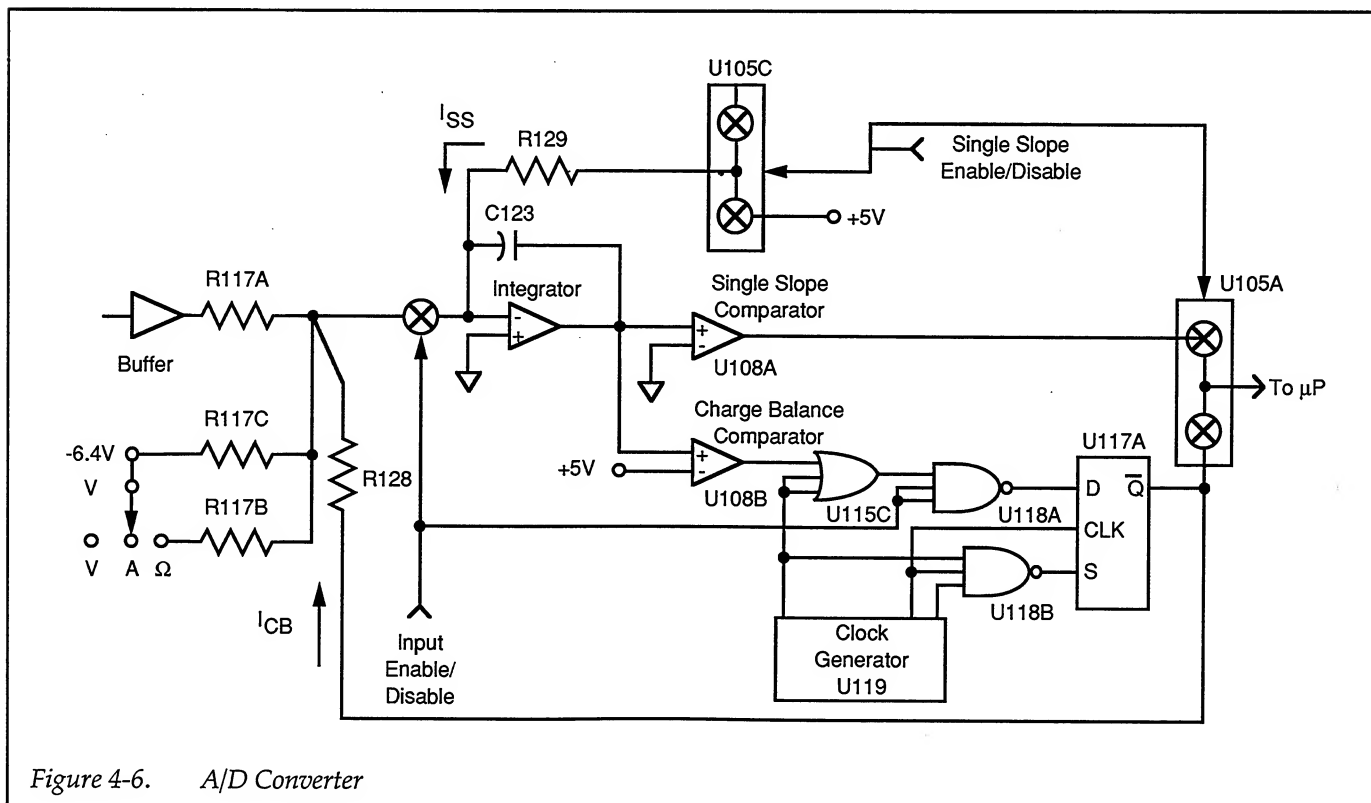 U105C
I_SS
R129
Single Slope
Enable/Disable
+5V
C123
R117A
Integrator
Single Slope
Comparator
U105A
-
+
+
-
Buffer
U108A
To µP
R117C
Charge Balance
Comparator
-6.4V
U117A
R128
+
-
+5V
V
R117B
U108B
D
Q̅
U115C
U118A
V A Ω
CLK
S
U118B
I_CB
Input
Enable/
Disable
Clock
Generator
U119
Figure 4-6. A/D Converter